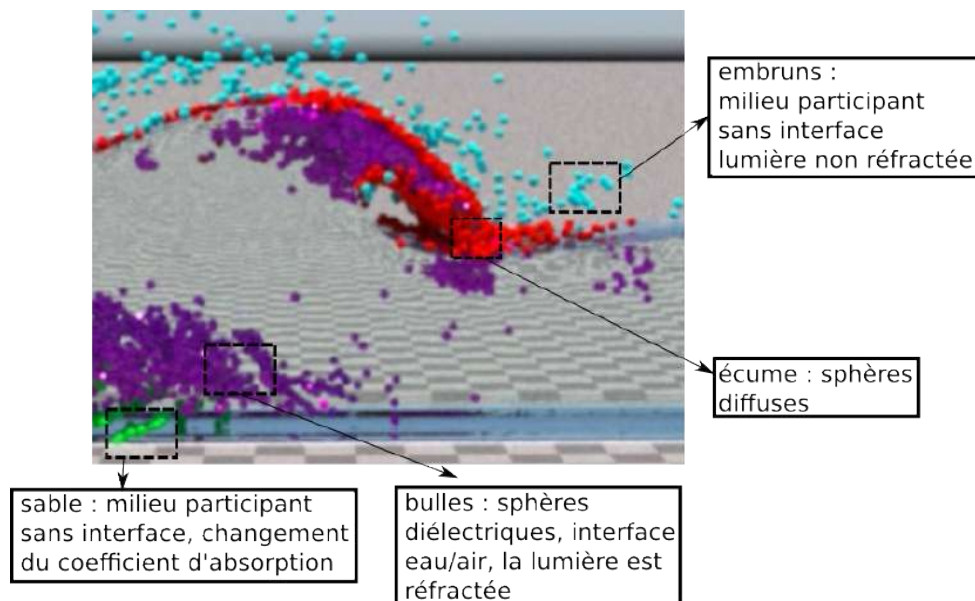 embruns :
milieu participant
sans interface
lumière non réfractée
écume : sphères
diffuses
sable : milieu participant
sans interface, changement
du coefficient d'absorption
bulles : sphères
diélectriques, interface
eau/air, la lumière est
réfractée